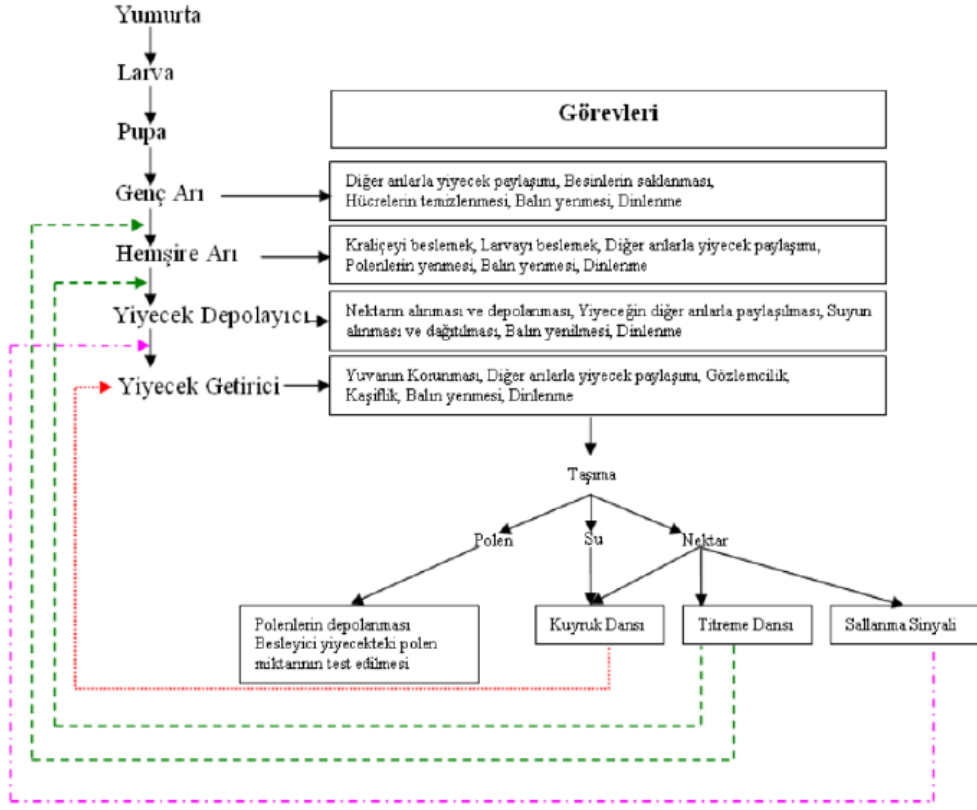 Yumurta
Larva
Pupa
Görevleri
Genç Arı
Diğer arılarla yiyecek paylaşımı, Besinlerin saklanması,
Hücrelerin temizlenmesi, Balın yenmesi, Dinlenme
Hemşire Arı
Kraliçeyi beslemek, Larvayı beslemek, Diğer arılarla yiyecek paylaşımı,
Polenlerin yenmesi, Balın yenmesi, Dinlenme
Yiyecek Depolayıcı
Nektarın alınması ve depolanması, Yiyeceğin diğer arılarla paylaşılması, Suyun
alınması ve dağıtılması, Balın yenilmesi, Dinlenme
Yiyecek Getirici
Yuvanın Korunması, Diğer arılarla yiyecek paylaşımı, Gözlemcilik,
Kaşiflik, Balın yenmesi, Dinlenme
Taşıma
Polen
Su
Nektar
Polenlerin depolanması
Besleyici yiyecekteki polen
miktarının test edilmesi
Kuyruk Dansı
Titreme Dansı
Sallanma Sinyali